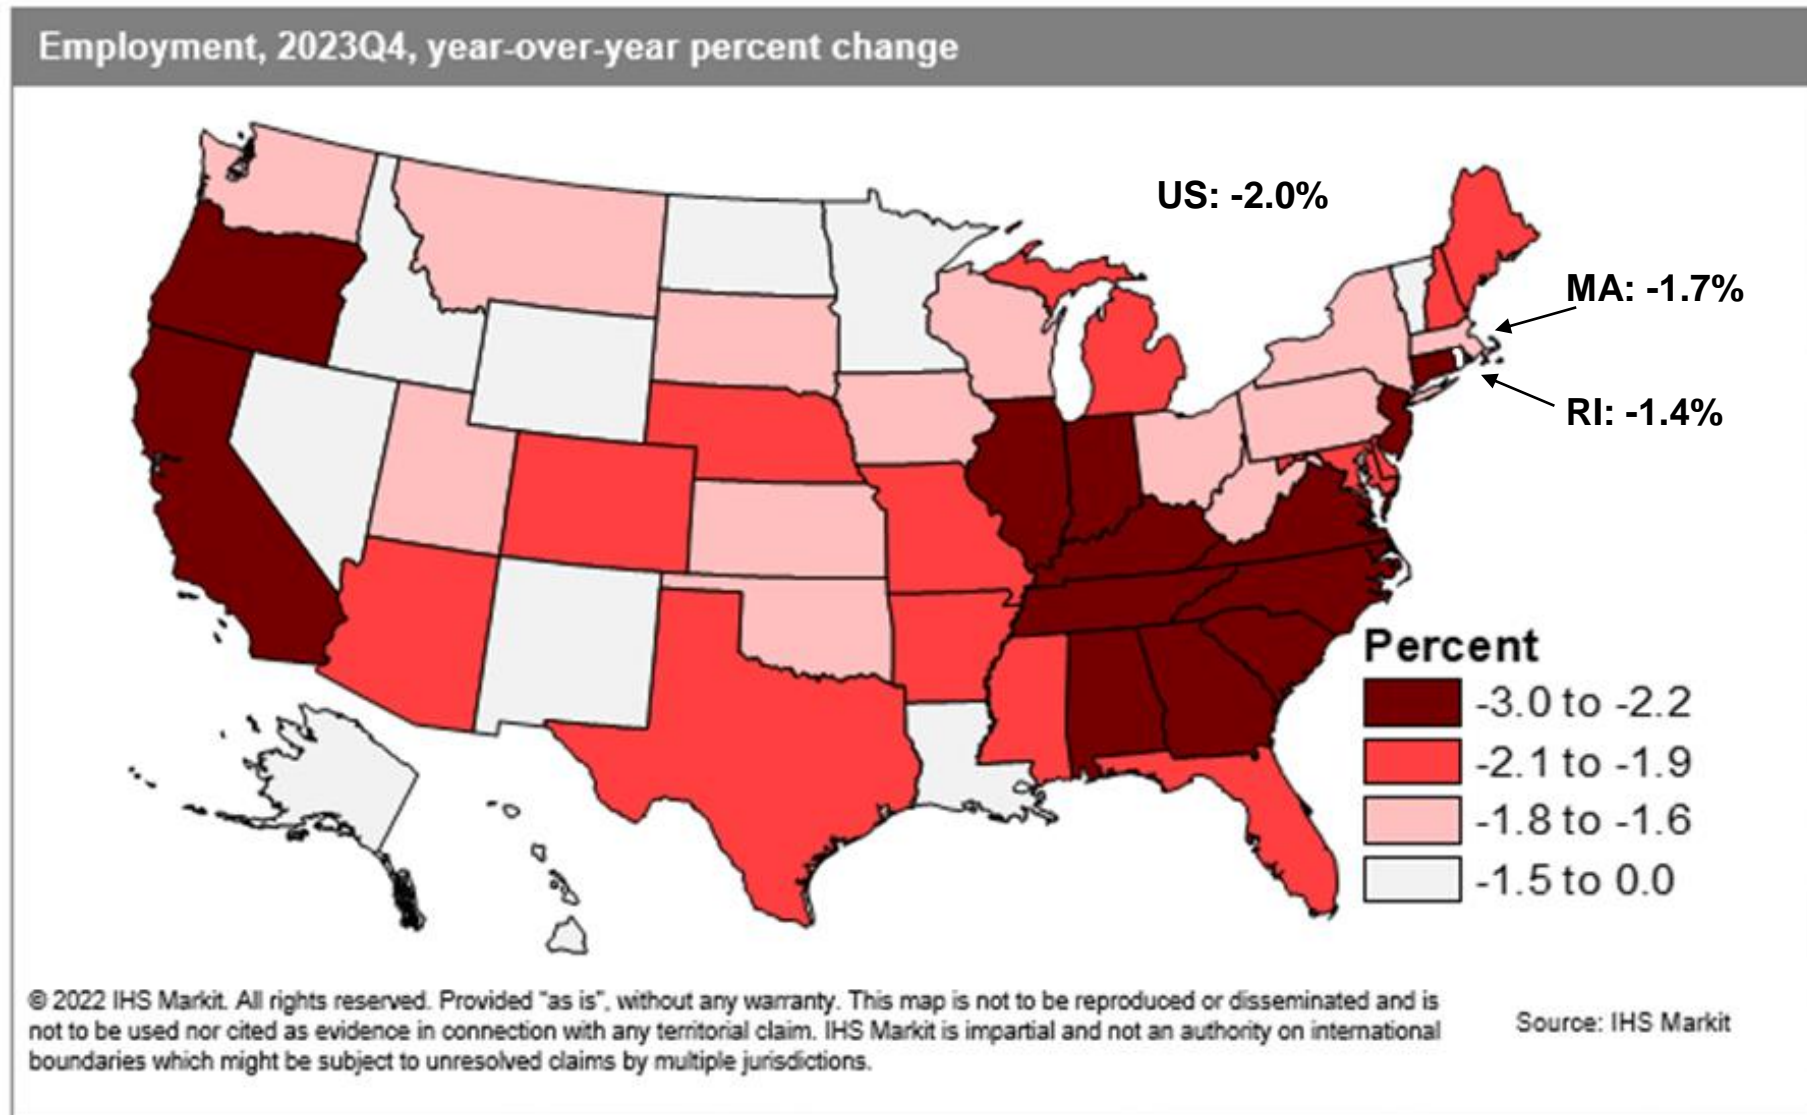 Employment, 2023Q4, year-over-year percent change
US: -2.0%
MA: -1.7%
RI: -1.4%
Percent
-3.0 to -2.2
-2.1 to -1.9
-1.8 to -1.6
-1.5 to 0.0
© 2022 IHS Markit. All rights reserved. Provided "as is", without any warranty. This map is not to be reproduced or disseminated and is
not to be used nor cited as evidence in connection with any territorial claim. IHS Markit is impartial and not an authority on international
boundaries which might be subject to unresolved claims by multiple jurisdictions.
Source: IHS Markit